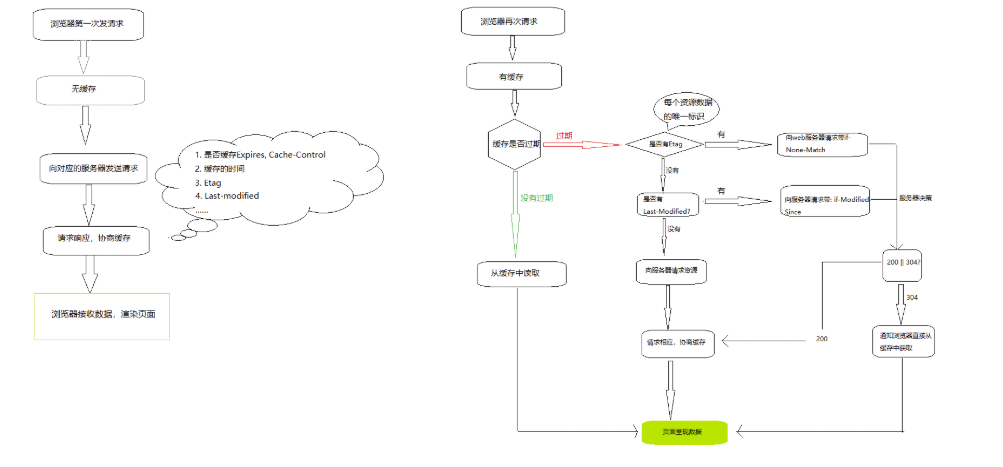 浏览器第一次发请求
无缓存
向对应的服务器发送请求
请求响应，协商缓存
浏览器接收数据，渲染页面
1. 是否缓存Expires, Cache-Control
2. 缓存的时间
3. Etag
4. Last-modified
......
浏览器再次请求
有缓存
缓存是否过期
过期
没有过期
从缓存中读取
每个资源数据
的唯一标识
是否有Etag
有
向web服务器请求带if-
None-Match
没有
是否有
Last-Modified?
有
向服务器请求带: if-Modified
Since
服务器决策
没有
向服务器请求资源
200 || 304?
200
304
请求相应，协商缓存
通知浏览器直接从
缓存中获取
页面呈现数据